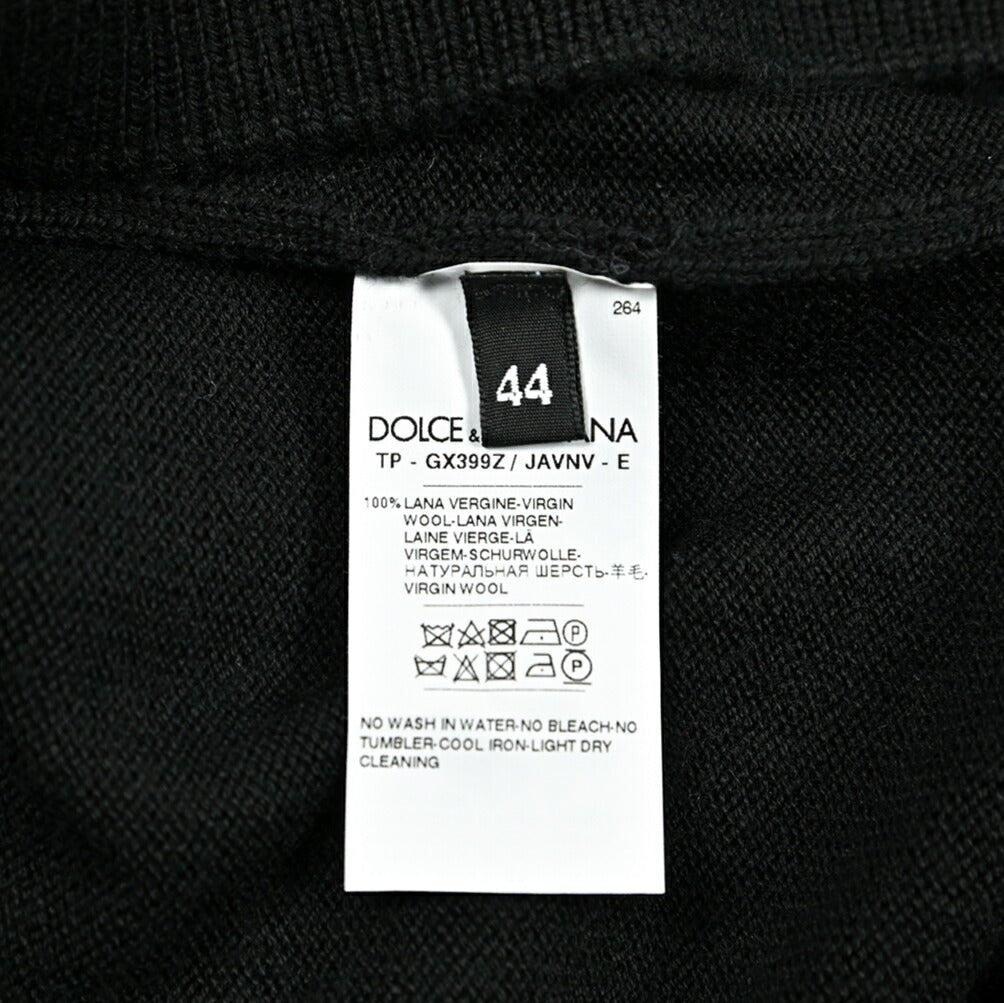 264
44
DOLCE &
TP - GX399Z / JAVNV - E
100% LANA VERGINE-VIRGIN
WOOL-LANA VIRGEN-
LAINE VIERGE-LÃ
VIRGEM-SCHURWOLLE-
НАТУРАЛЬНАЯ ШЕРСТЬ-羊毛-
VIRGIN WOOL
P
P
NO WASH IN WATER-NO BLEACH-NO
TUMBLER-COOL IRON-LIGHT DRY
CLEANING